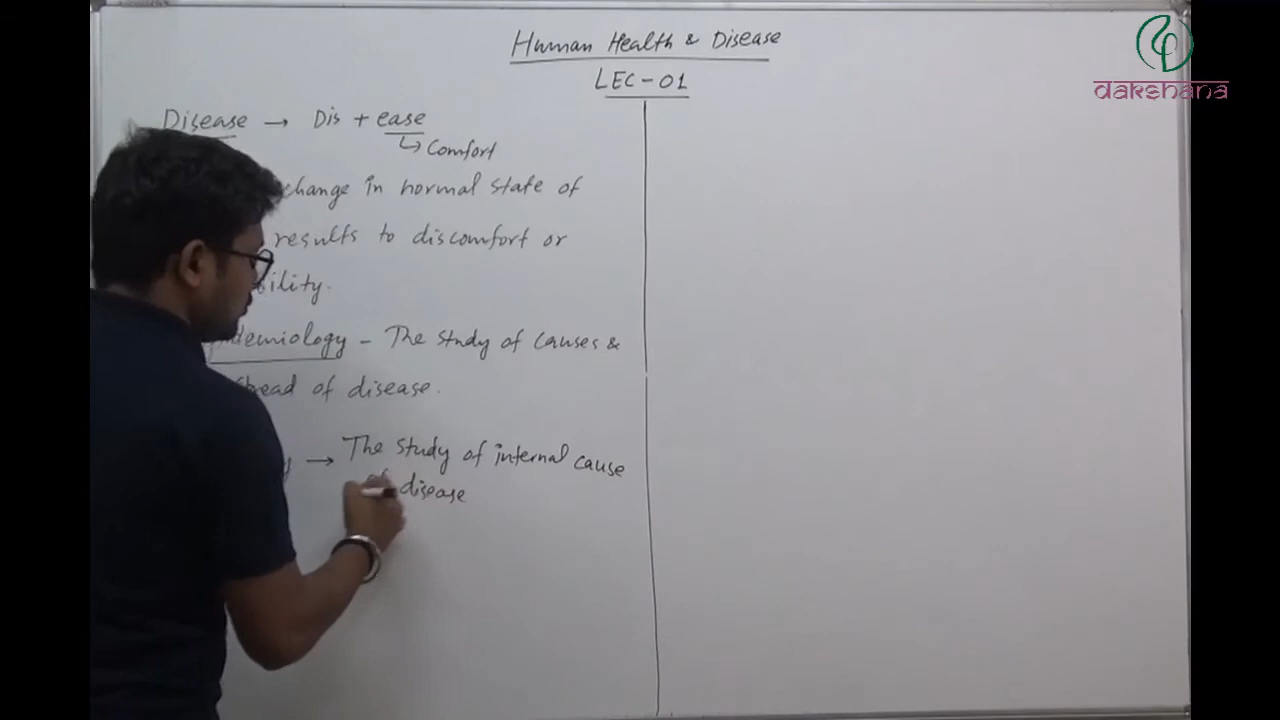 Human Health & Disease
LEC-01
dakshana
Disease → Dis + ease
↳ Comfort
change in normal state of
results to discomfort or
ility.
demiology - The study of causes &
of disease.
→ The study of internal cause
of disease